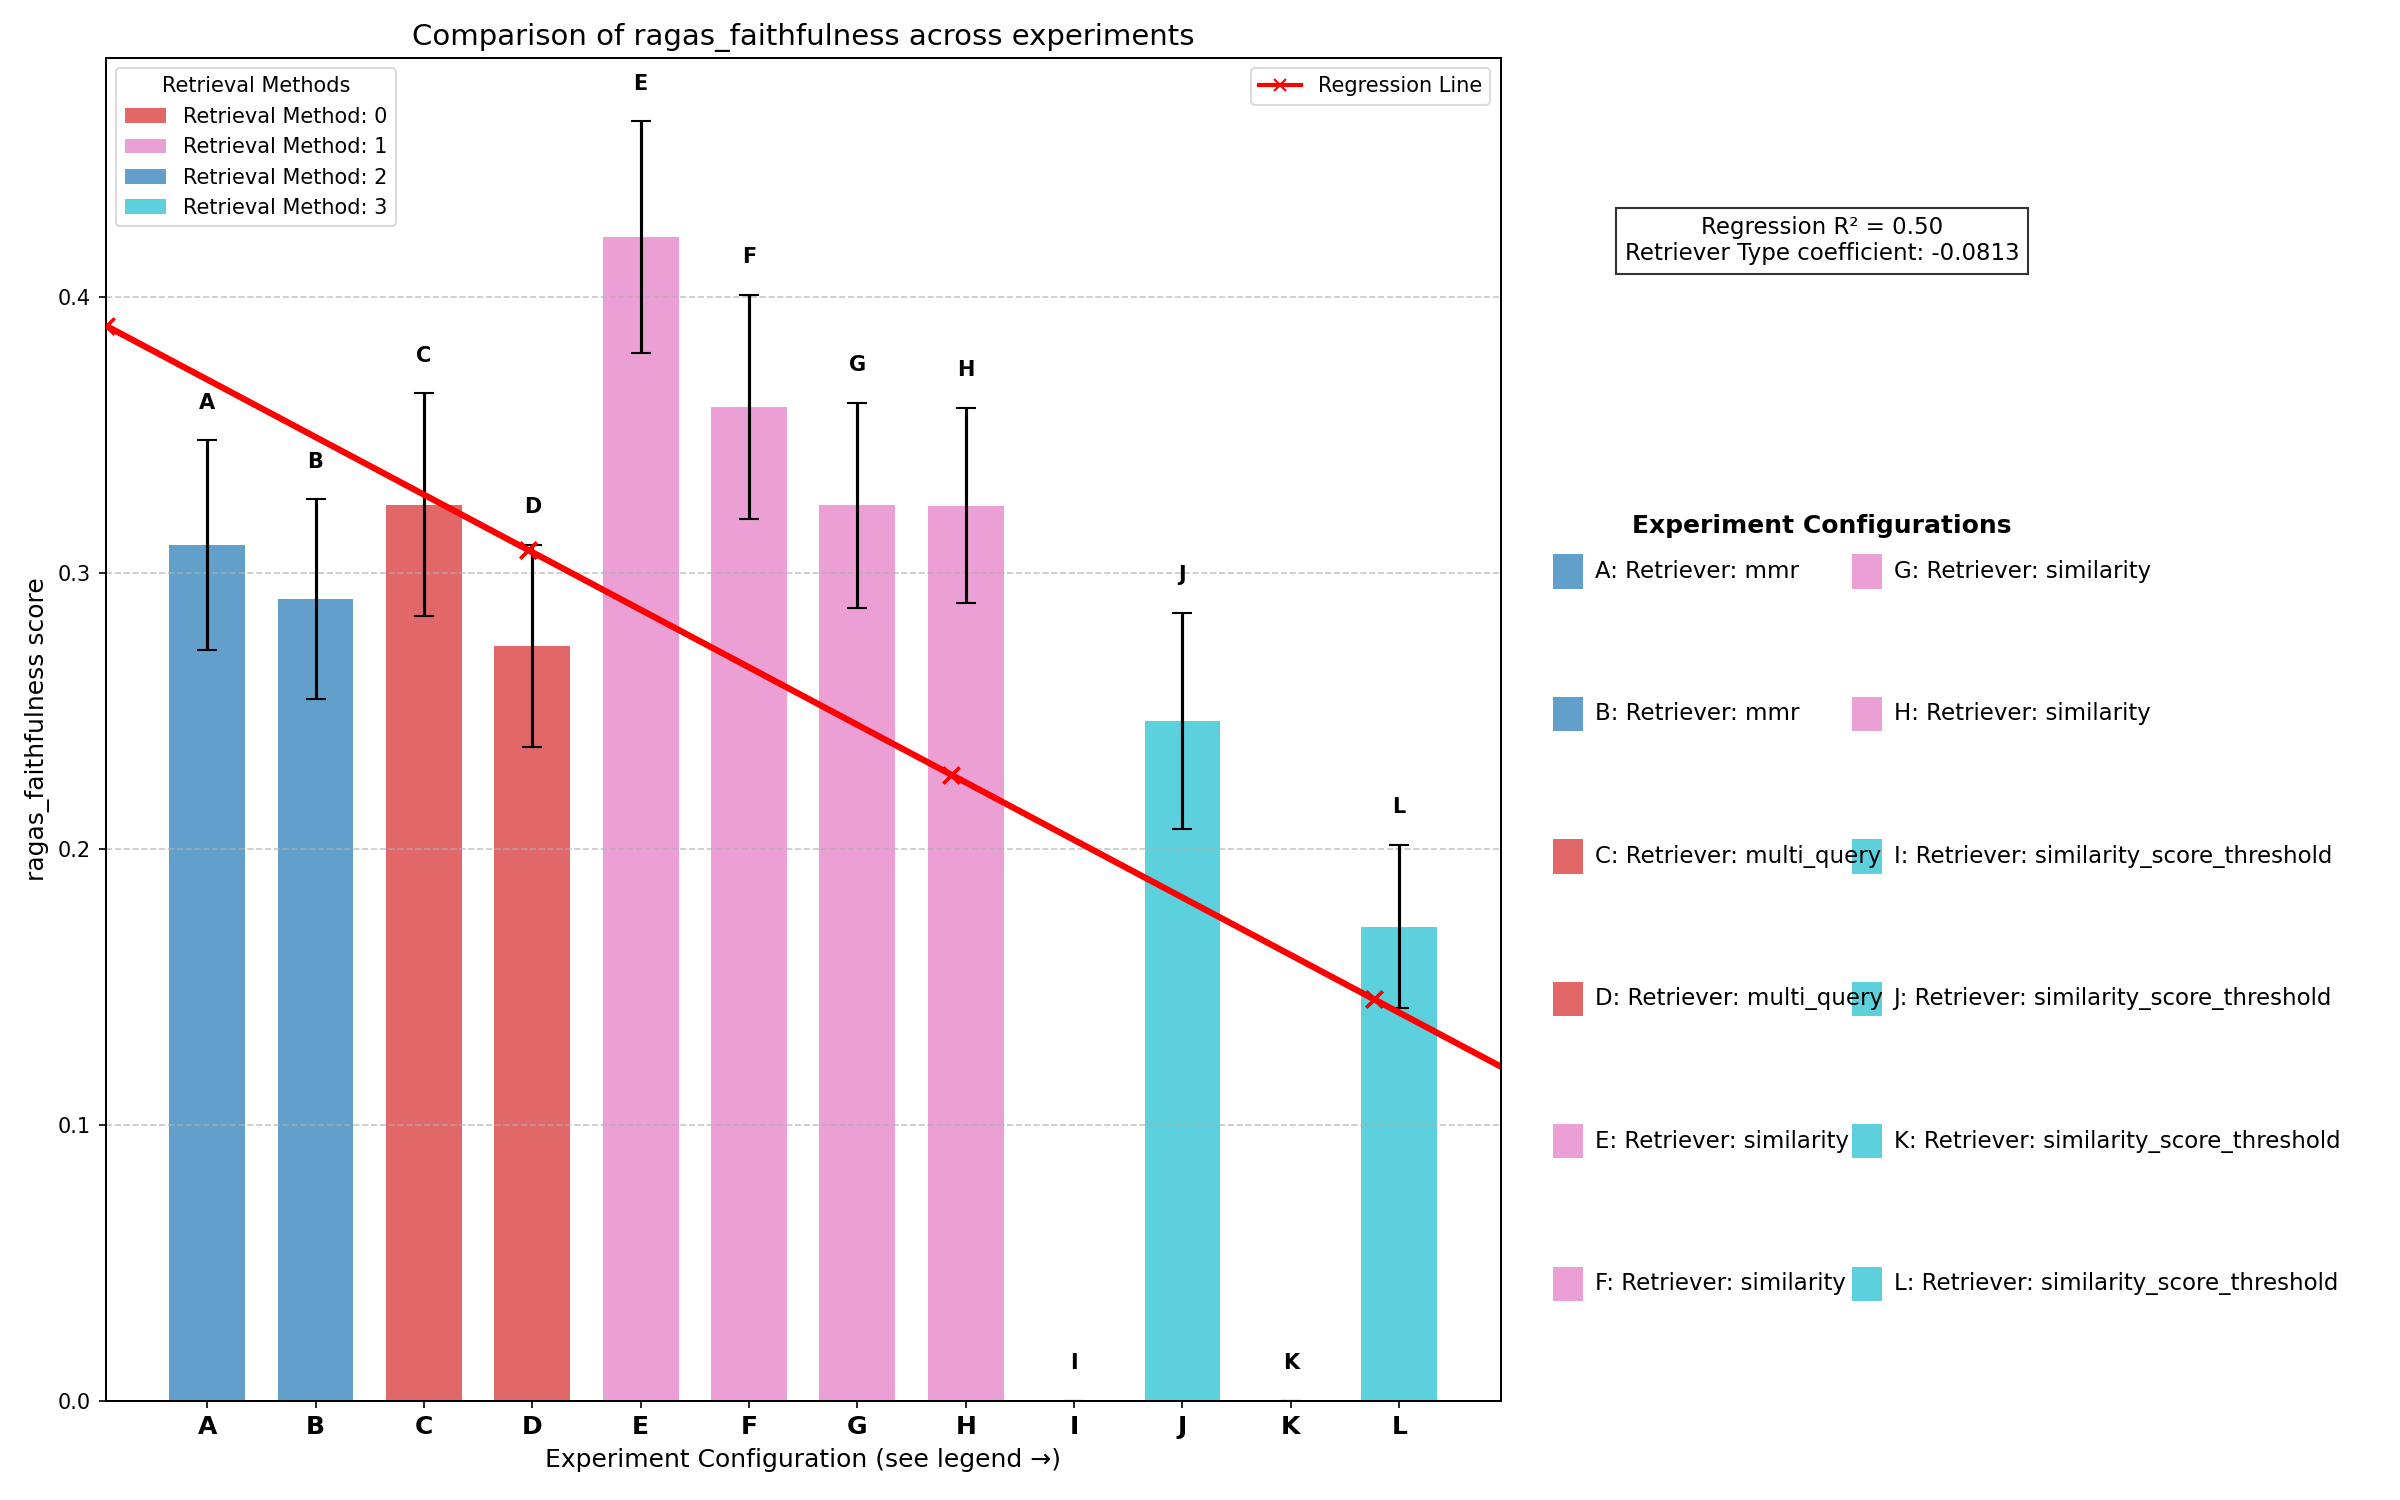 Comparison of ragas_faithfulness across experiments
Retrieval Methods
Retrieval Method: 0
Retrieval Method: 1
Retrieval Method: 2
Retrieval Method: 3
Regression Line
E
F
C
G
H
A
B
D
J
L
I
K
ragas_faithfulness score
0.4
0.3
0.2
0.1
0.0
A B C D E F G H I J K L
Experiment Configuration (see legend →)
Regression R² = 0.50
Retriever Type coefficient: -0.0813
Experiment Configurations
A: Retriever: mmr
B: Retriever: mmr
C: Retriever: multi_query
D: Retriever: multi_query
E: Retriever: similarity
F: Retriever: similarity
G: Retriever: similarity
H: Retriever: similarity
I: Retriever: similarity_score_threshold
J: Retriever: similarity_score_threshold
K: Retriever: similarity_score_threshold
L: Retriever: similarity_score_threshold